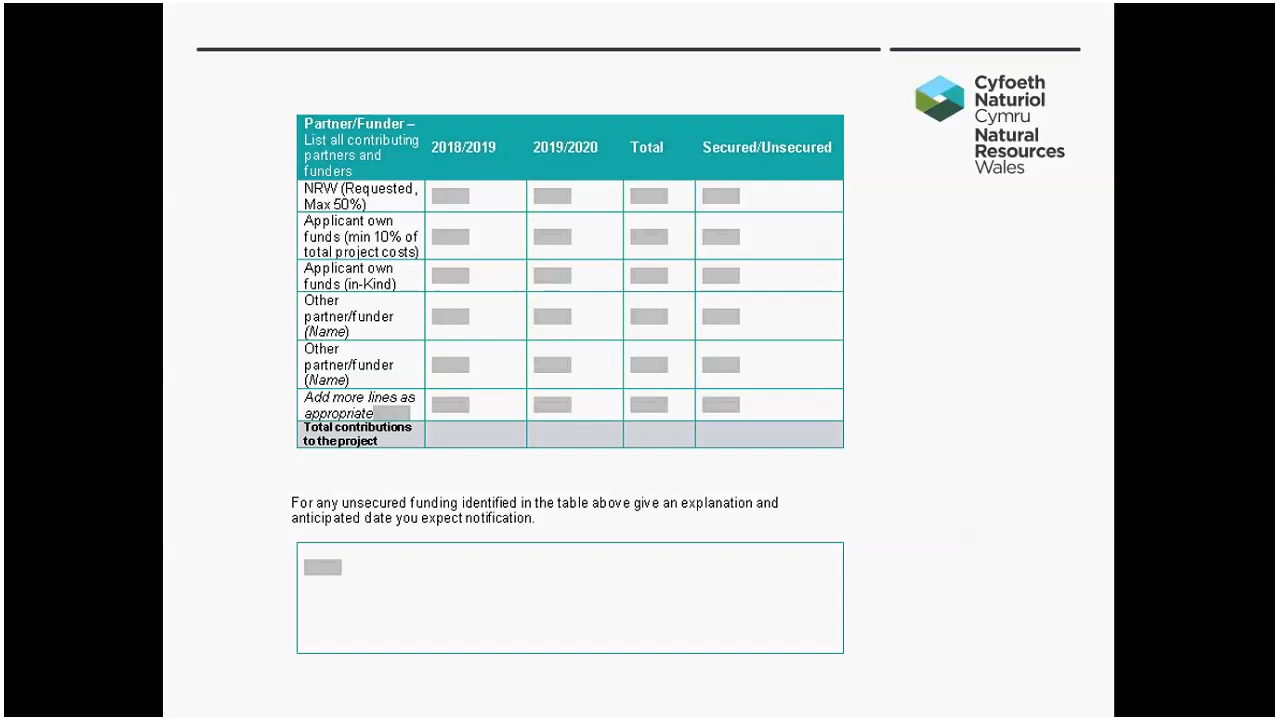 Cyfoeth
Naturiol
Cymru
Natural
Resources
Wales
Partner/Funder –
List all contributing
partners and
funders
2018/2019
2019/2020
Total
Secured/Unsecured
NRW (Requested,
Max 50%)
Applicant own
funds (min 10% of
total project costs)
Applicant own
funds (in-Kind)
Other
partner/funder
(Name)
Other
partner/funder
(Name)
Add more lines as
appropriate
Total contributions
to the project
For any unsecured funding identified in the table above give an explanation and
anticipated date you expect notification.